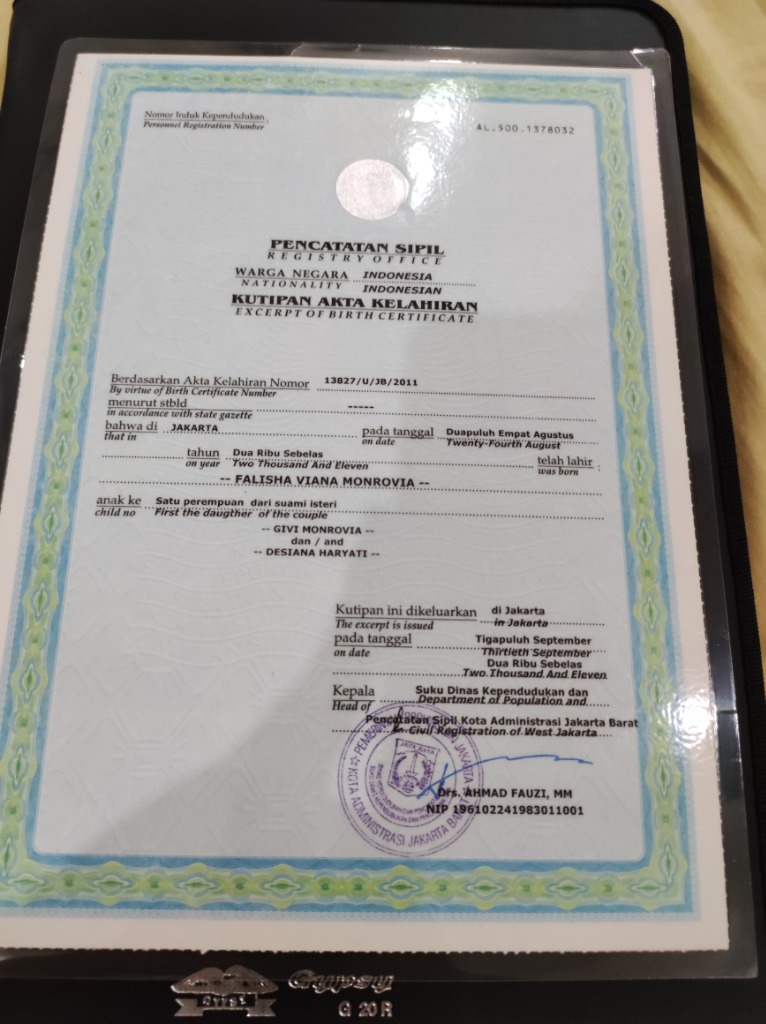 Nomor Induk Kependudukan :
Personnel Registration Number
AL.500.1378032
PENCATATAN SIPIL
REGISTRY OFFICE
WARGA NEGARA INDONESIA
NATIONALITY INDONESIAN
KUTIPAN AKTA KELAHIRAN
EXCERPT OF BIRTH CERTIFICATE
Berdasarkan Akta Kelahiran Nomor 13827/U/JB/2011
By virtue of Birth Certificate Number
menurut stbld -----
in accordance with state gazette
bahwa di JAKARTA pada tanggal Duapuluh Empat Agustus
that in on date Twenty-Fourth August
tahun Dua Ribu Sebelas telah lahir :
on year Two Thousand And Eleven was born
-- FALISHA VIANA MONROVIA --
anak ke Satu perempuan dari suami isteri
child no First the daugther of the couple
-- GIVI MONROVIA --
dan / and
-- DESIANA HARYATI --
Kutipan ini dikeluarkan di Jakarta
The excerpt is issued in Jakarta
pada tanggal Tigapuluh September
on date Thirtieth September
Dua Ribu Sebelas
Two Thousand And Eleven
Kepala Suku Dinas Kependudukan dan
Head of Department of Population and
Pencatatan Sipil Kota Administrasi Jakarta Barat
Civil Registration of West Jakarta
JAYA RAYA
KOTA ADMINISTRASI JAKARTA BARAT
Drs. AHMAD FAUZI, MM
NIP 196102241983011001
G 20 R